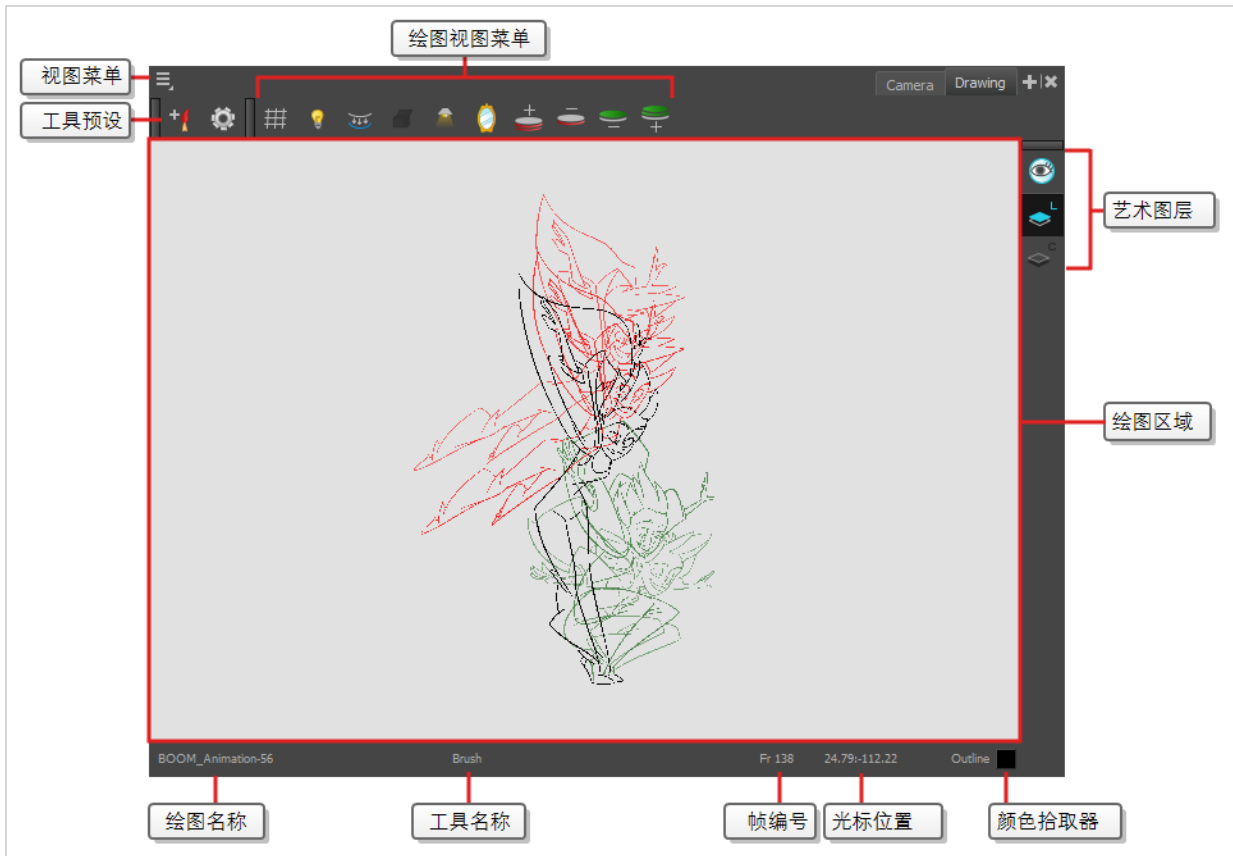 绘图视图菜单
视图菜单
Camera
Drawing
工具预设
L
艺术图层
C
绘图区域
BOOM_Animation-56
Brush
Fr 138
24.79:-112.22
Outline
绘图名称
工具名称
帧编号
光标位置
颜色拾取器